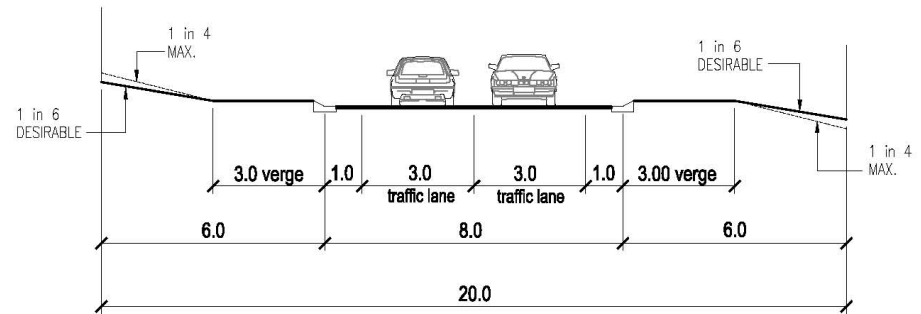 1 in 4
MAX.
1 in 6
DESIRABLE
1 in 6
DESIRABLE
1 in 4
MAX.
3.0 verge
1.0
3.0
traffic lane
3.0
traffic lane
1.0
3.00 verge
6.0
8.0
6.0
20.0